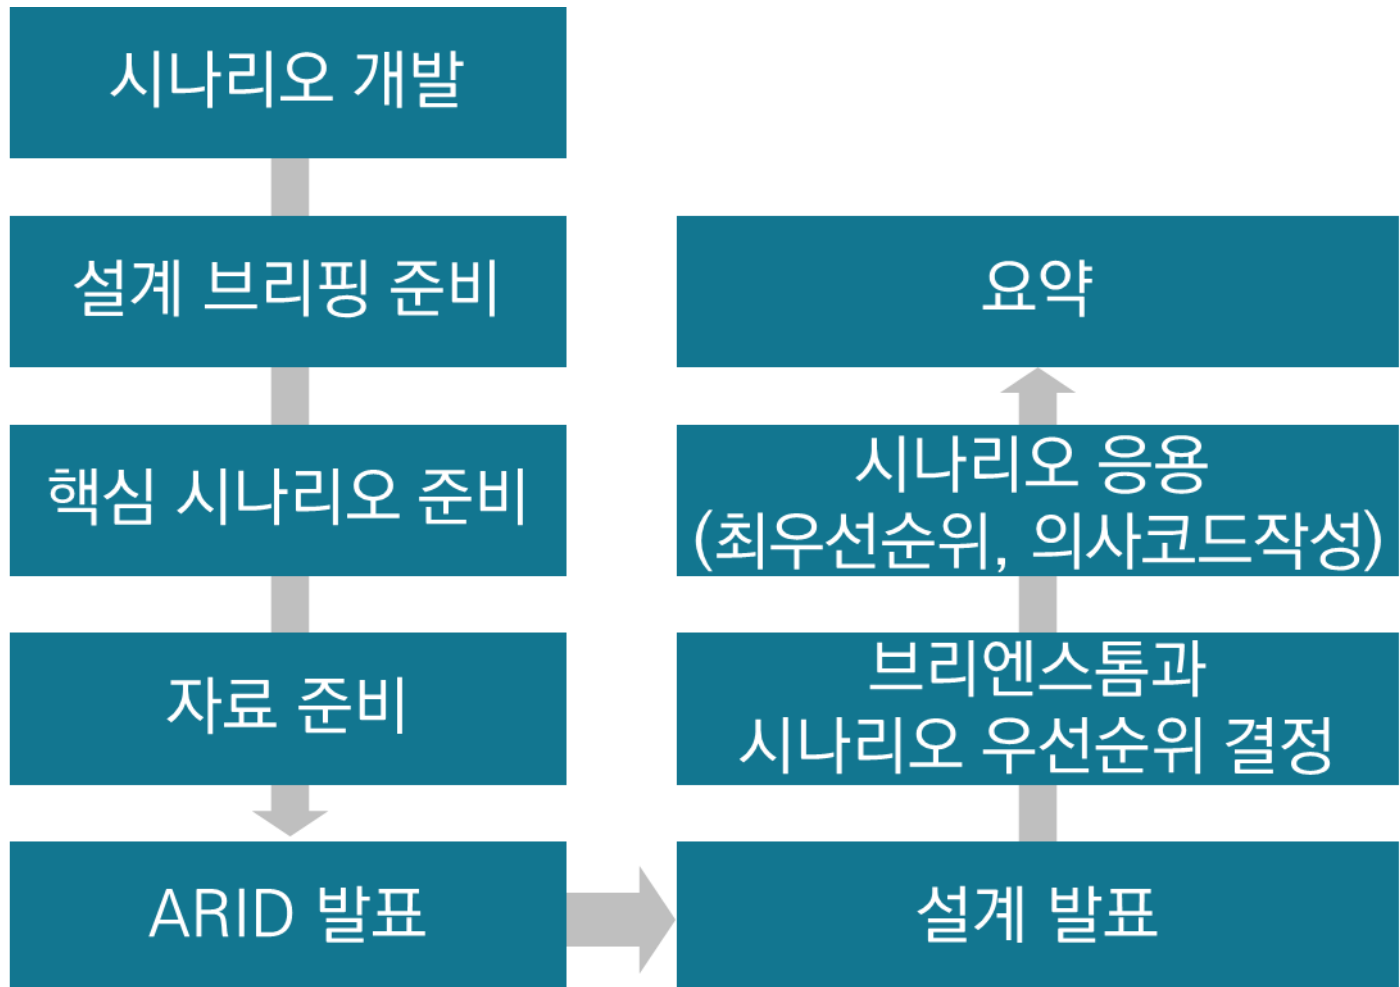 시나리오 개발
설계 브리핑 준비
핵심 시나리오 준비
자료 준비
ARID 발표
설계 발표
브리엔스톰과
시나리오 우선순위 결정
시나리오 응용
(최우선순위, 의사코드작성)
요약